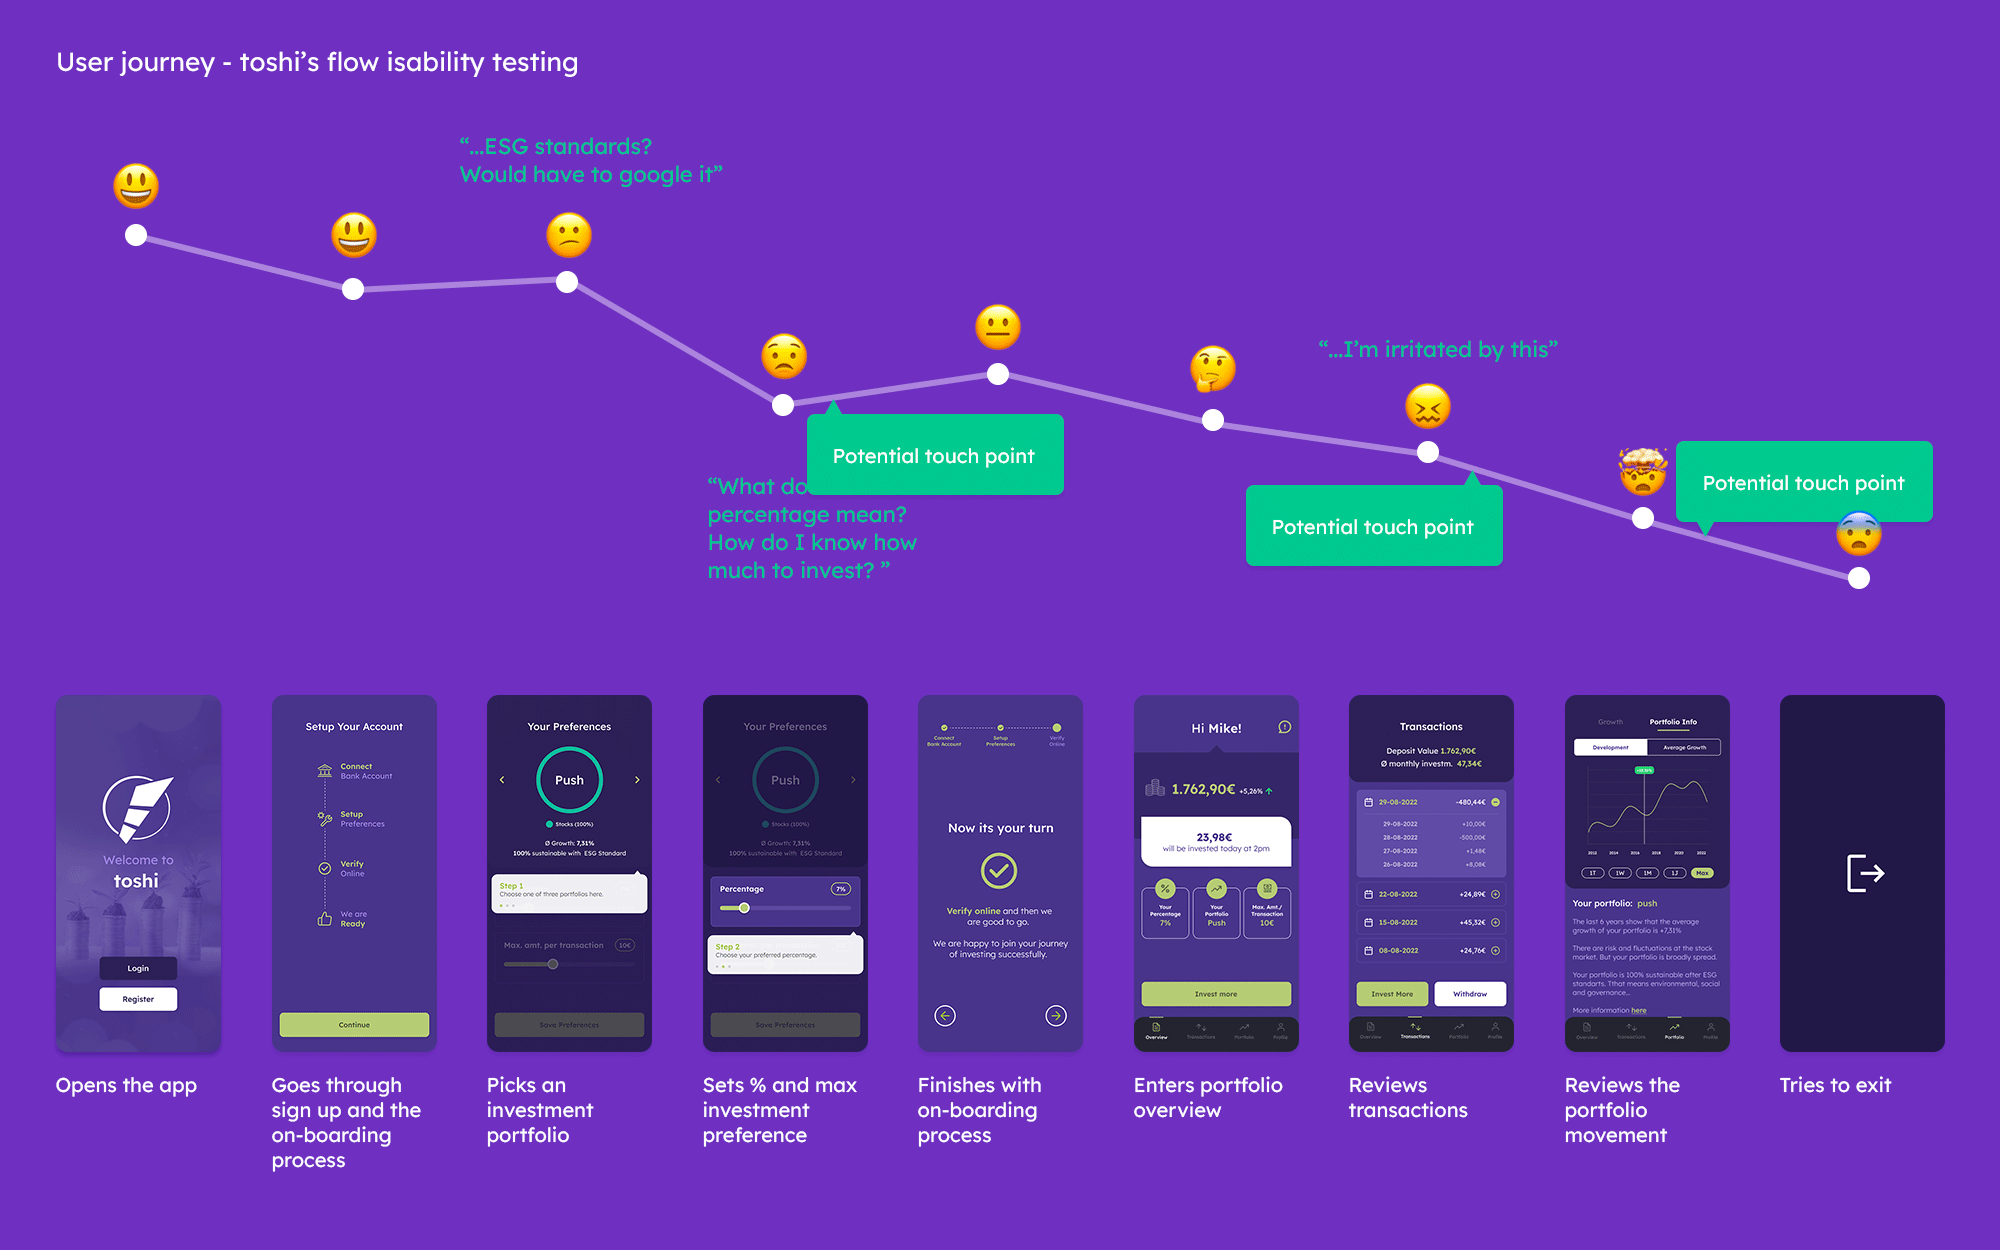 User journey - toshi's flow isability testing
“...ESG standards?
Would have to google it”
“...I'm irritated by this”
Potential touch point
“What do
percentage mean?
How do I know how
much to invest? ”
Potential touch point
Potential touch point
Welcome to
toshi
Login
Register
Setup Your Account
Connect
Bank Account
Setup
Preferences
Verify
Online
We are
Ready
Continue
Your Preferences
Push
Stocks (100%)
Ø Growth: 7,31%
100% sustainable with ESG Standard
Step 1
Choose one of three portfolios here.
Max. amt. per transaction 10€
Save Preferences
Your Preferences
Push
Stocks (100%)
Ø Growth: 7,31%
100% sustainable with ESG Standard
Percentage 7%
Step 2
Choose your preferred percentage.
Save Preferences
Connect
Bank Account
Setup
Preferences
Verify
Online
Now its your turn
Verify online and then we
are good to go.
We are happy to join your journey
of investing successfully.
Hi Mike!
1.762,90€ +5,26%
23,98€
will be invested today at 2pm
Your
Percentage
7%
Your
Portfolio
Push
Max. Amt./
Transaction
10€
Invest more
Overview Transactions Portfolio Profile
Transactions
Deposit Value 1.762,90€
Ø monthly investm. 47,34€
29-08-2022 -480,44€
29-08-2022 +10,00€
28-08-2022 -500,00€
27-08-2022 +1,48€
26-08-2022 +8,08€
22-08-2022 +24,89€
15-08-2022 +45,32€
08-08-2022 +24,76€
Invest More Withdraw
Overview Transactions Portfolio Profile
Growth Portfolio Info
Development Average Growth
2012 2014 2016 2018 2020 2022
1T 1W 1M 1J Max
Your portfolio: push
The last 6 years show that the average
growth of your portfolio is +7,31%
There are risk and fluctuations at the stock
market. But your portfolio is broadly spread.
Your portfolio is 100% sustainable after ESG
standarts. Tthat means environmental, social
and governance...
More information here
Overview Transactions Portfolio Profile
Opens the app
Goes through
sign up and the
on-boarding
process
Picks an
investment
portfolio
Sets % and max
investment
preference
Finishes with
on-boarding
process
Enters portfolio
overview
Reviews
transactions
Reviews the
portfolio
movement
Tries to exit